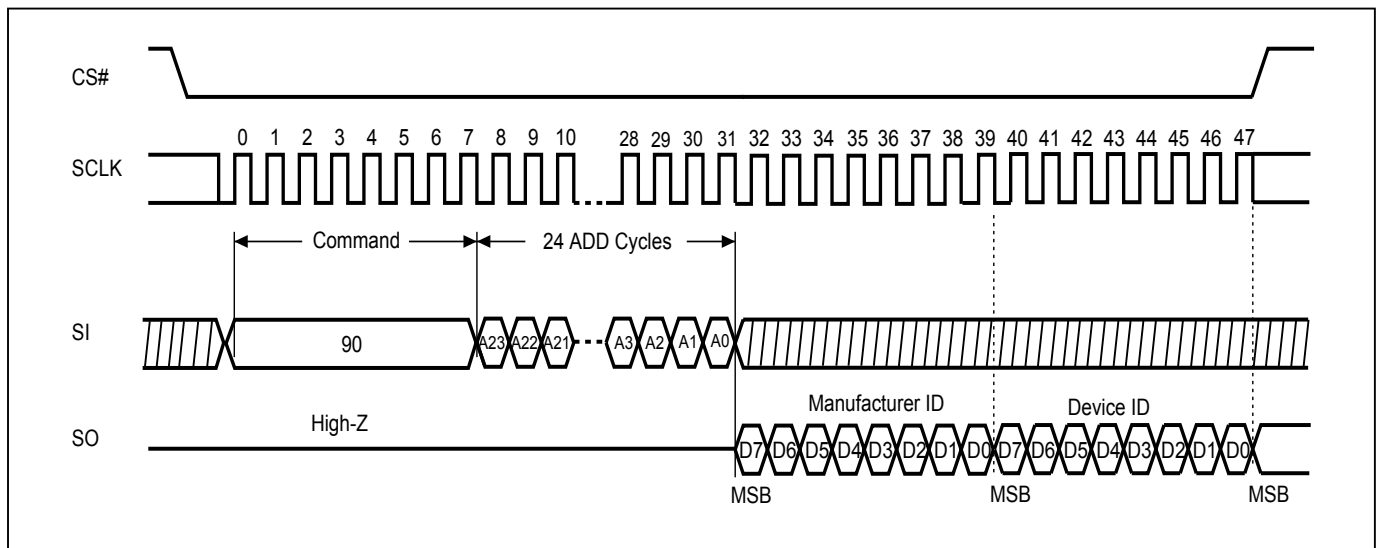 CS#
0 1 2 3 4 5 6 7 8 9 10 28 29 30 31 32 33 34 35 36 37 38 39 40 41 42 43 44 45 46 47
SCLK
Command 24 ADD Cycles
SI
90 A23 A22 A21 A3 A2 A1 A0
Manufacturer ID Device ID
High-Z
SO
D7 D6 D5 D4 D3 D2 D1 D0 D7 D6 D5 D4 D3 D2 D1 D0
MSB MSB MSB